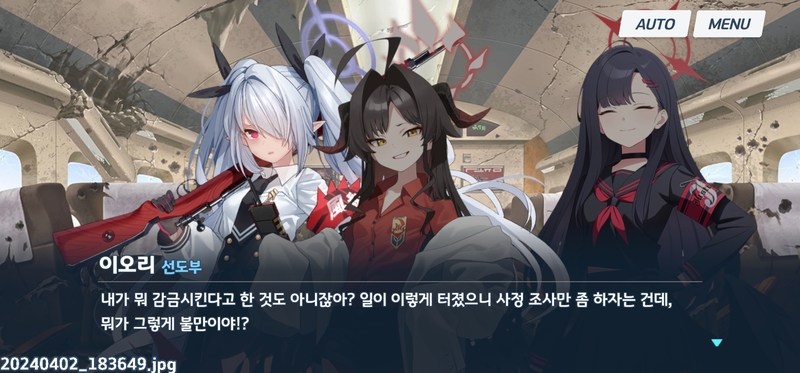 AUTO
MENU
이오리 선도부
내가 뭐 감금시킨다고 한 것도 아니잖아? 일이 이렇게 터졌으니 사정 조사만 좀 하자는 건데,
뭐가 그렇게 불만이야!?
20240402_183649.jpg